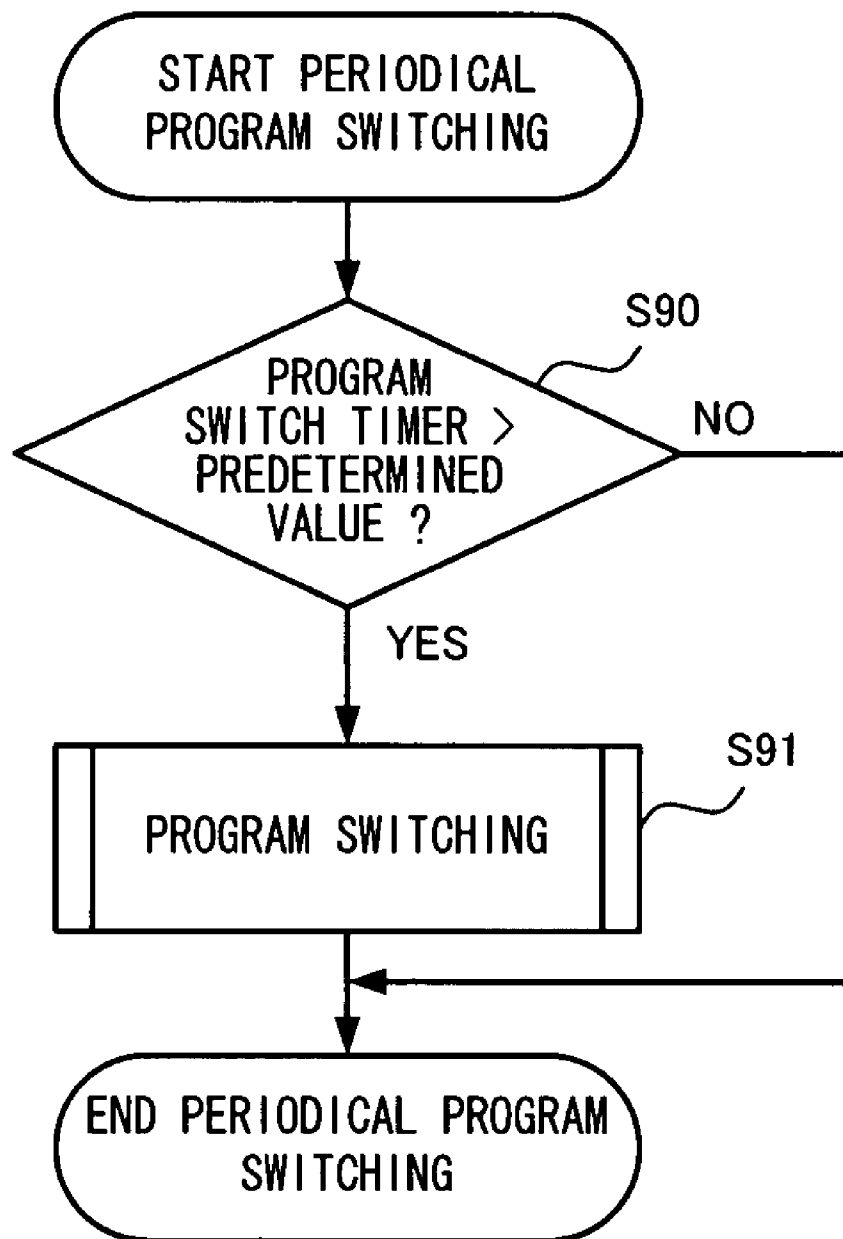 START PERIODICAL
PROGRAM SWITCHING
S90
PROGRAM
SWITCH TIMER >
PREDETERMINED
VALUE ?
NO
YES
S91
PROGRAM SWITCHING
END PERIODICAL PROGRAM
SWITCHING